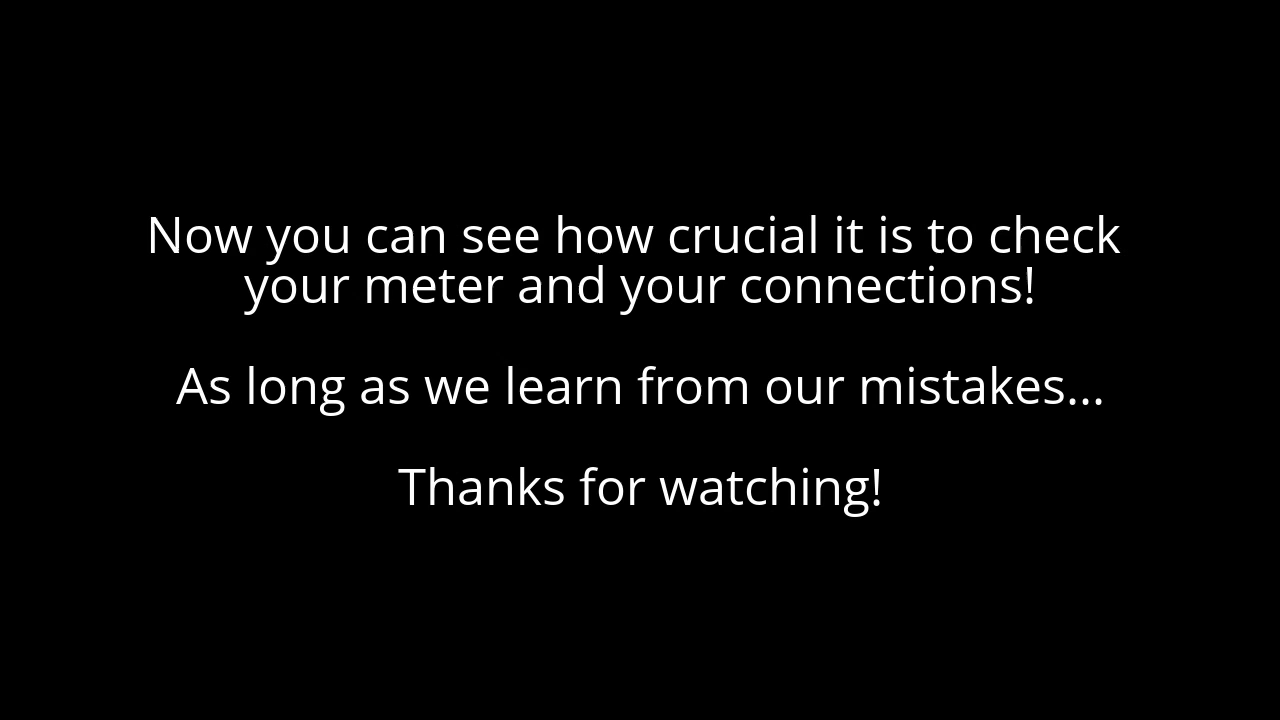 Now you can see how crucial it is to check
your meter and your connections!
As long as we learn from our mistakes...
Thanks for watching!